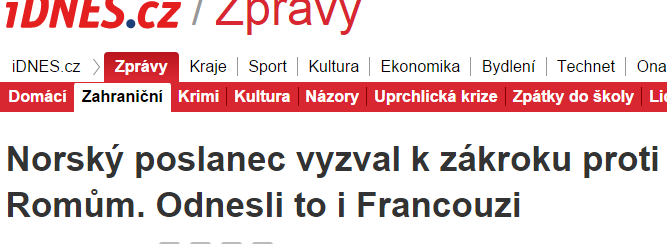 iDNES.cz / Zprávy
iDNES.cz Zprávy Kraje Sport Kultura Ekonomika Bydlení Technet Ona
Domácí Zahraniční Krimi Kultura Názory Uprchlická krize Zpátky do školy
Norský poslanec vyzval k zákroku proti
Romům. Odnesli to i Francouzi